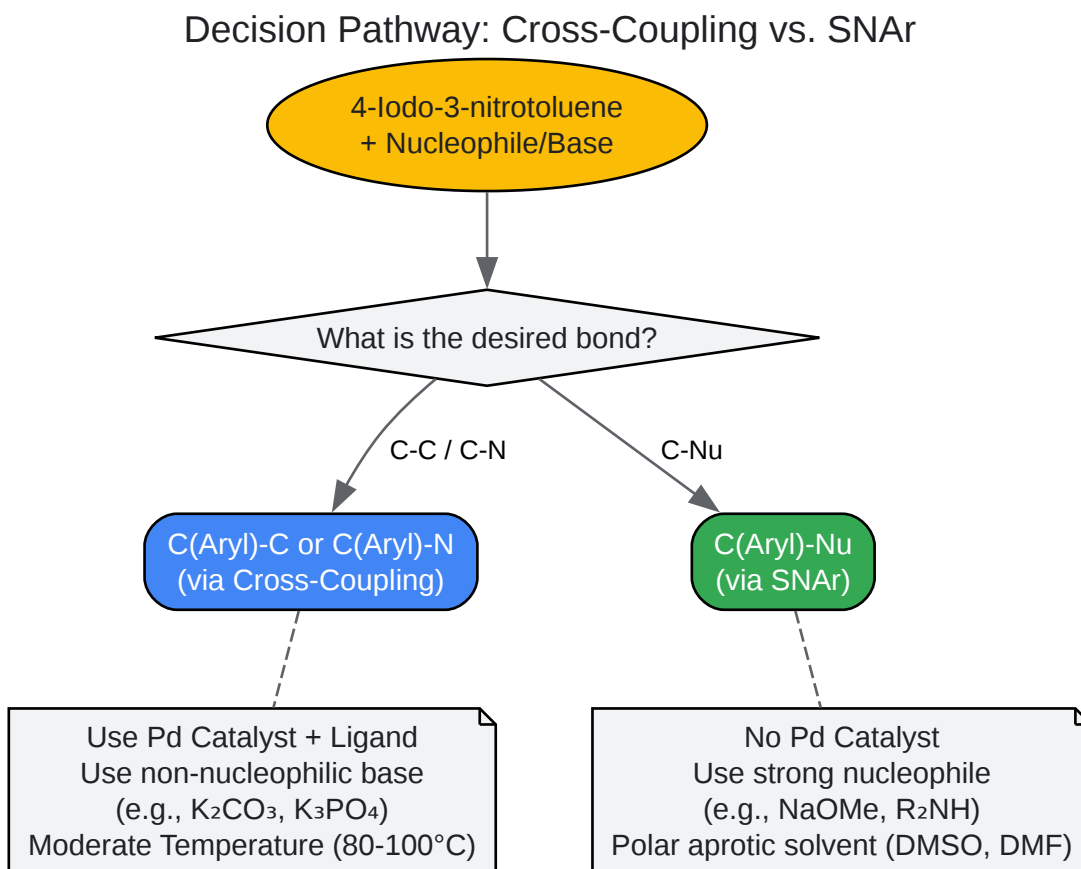 Decision Pathway: Cross-Coupling vs. SNAr
4-Iodo-3-nitrotoluene
+ Nucleophile/Base
What is the desired bond?
C-C / C-N
C-Nu
C(Aryl)-C or C(Aryl)-N
(via Cross-Coupling)
C(Aryl)-Nu
(via SNAr)
Use Pd Catalyst + Ligand
Use non-nucleophilic base
(e.g., K₂CO₃, K₃PO₄)
Moderate Temperature (80-100°C)
No Pd Catalyst
Use strong nucleophile
(e.g., NaOMe, R₂NH)
Polar aprotic solvent (DMSO, DMF)